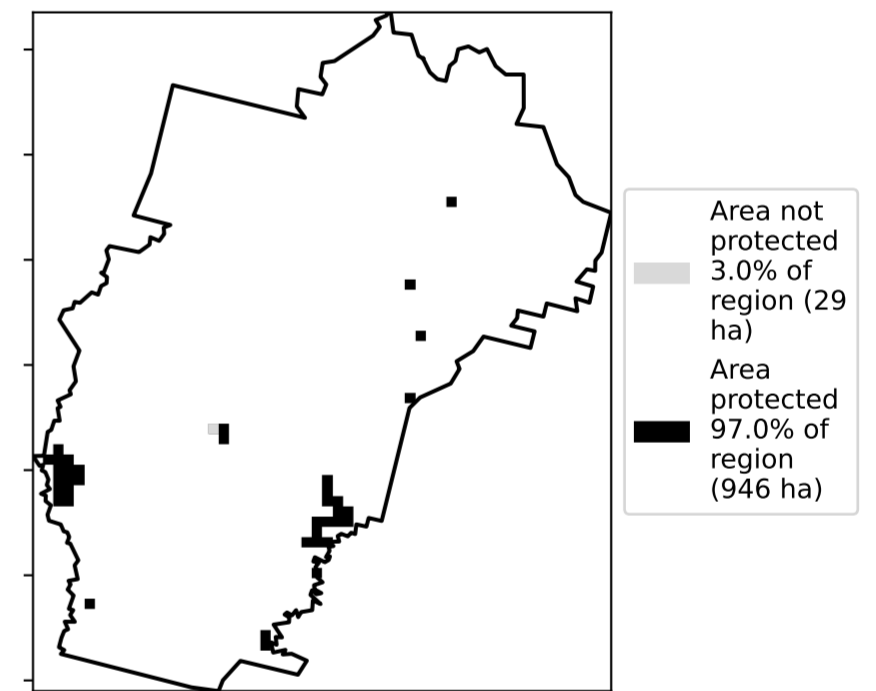 Area not
protected
3.0% of
region (29
ha)
Area
protected
97.0% of
region
(946 ha)